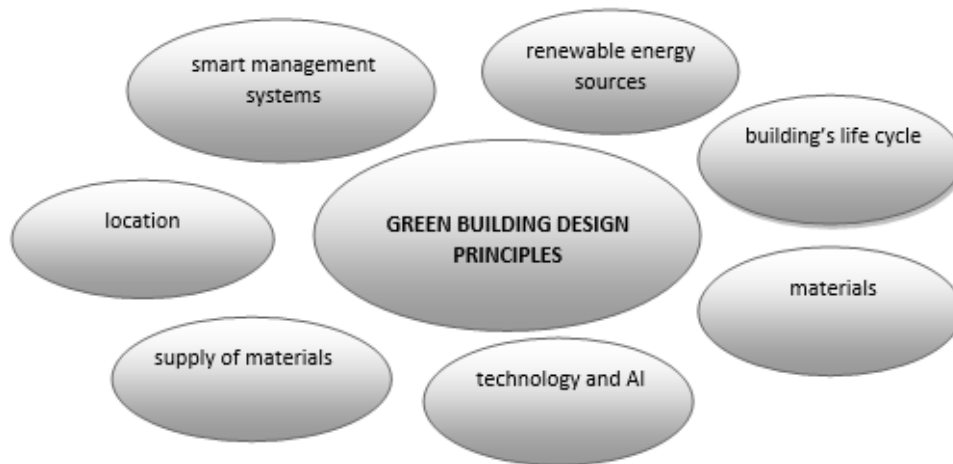 smart management
systems
renewable energy
sources
building's life cycle
location
GREEN BUILDING DESIGN
PRINCIPLES
materials
supply of materials
technology and AI